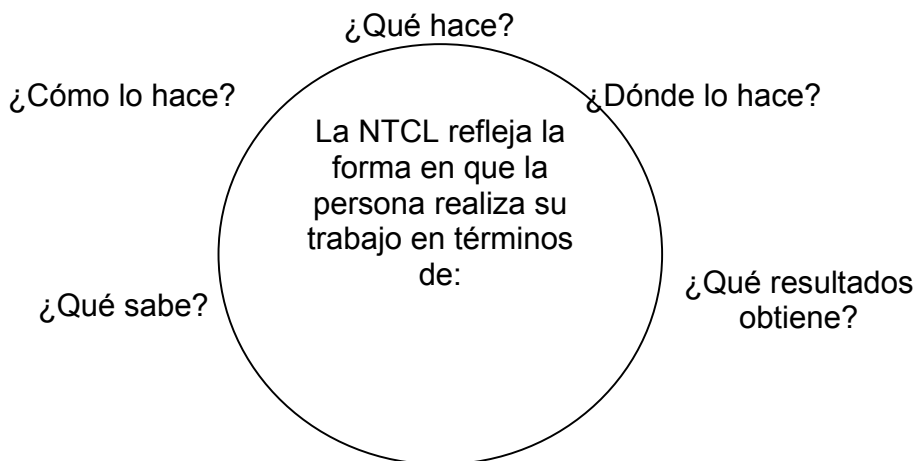 ¿Qué hace?
¿Cómo lo hace?
¿Dónde lo hace?
La NTCL refleja la
forma en que la
persona realiza su
trabajo en términos
de:
¿Qué sabe?
¿Qué resultados
obtiene?